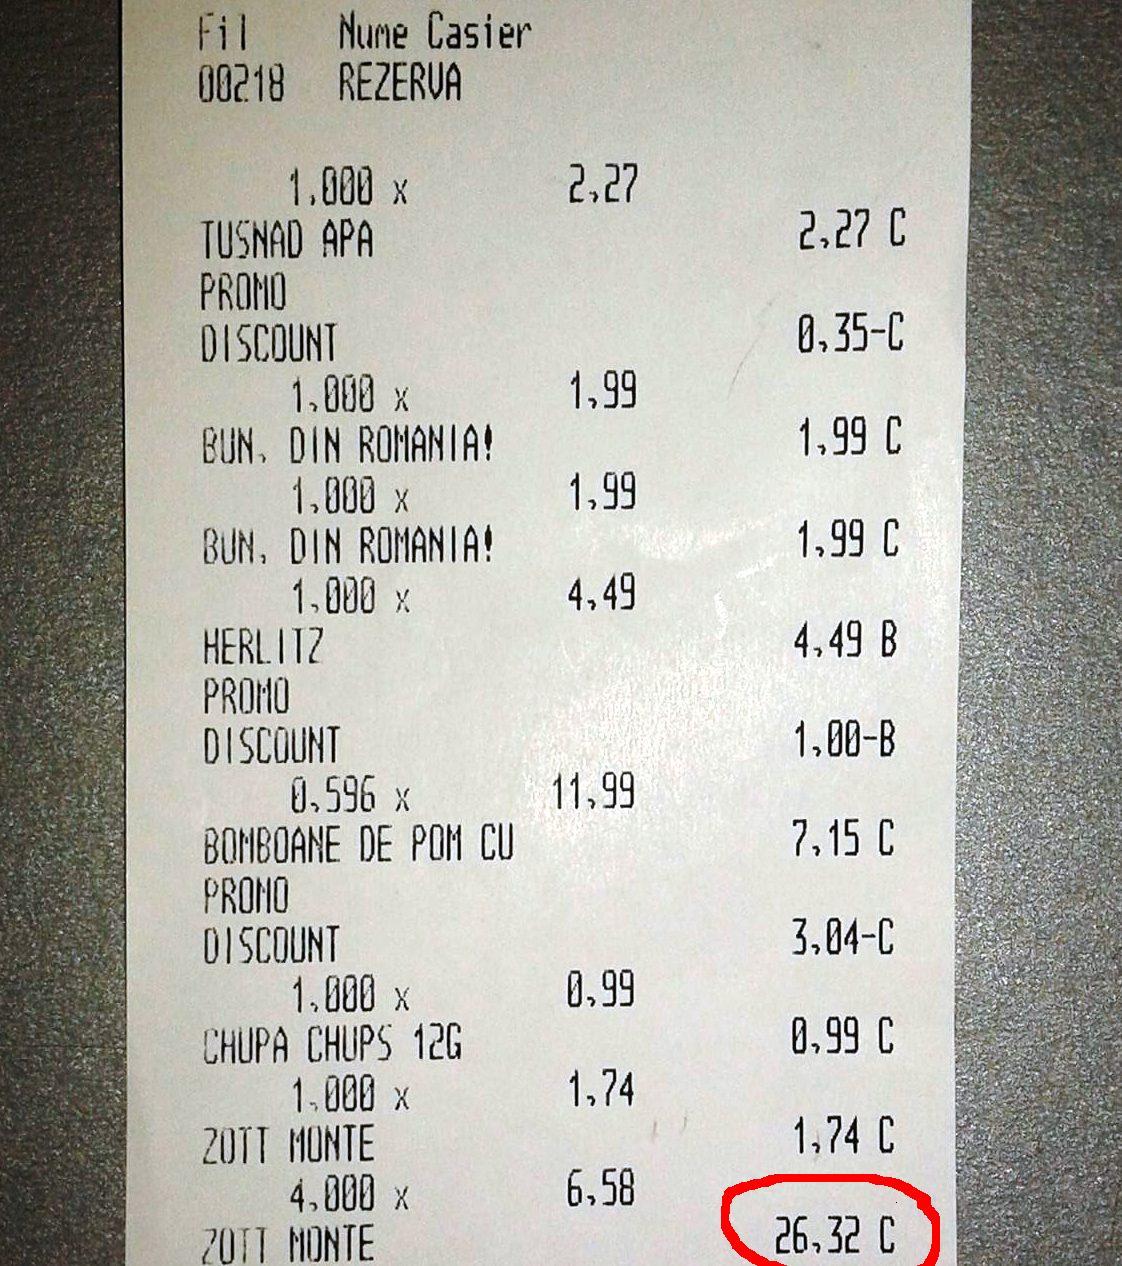 Fil Nume Casier
00218 REZERVA
1,000 x 2,27
TUSNAD APA 2,27 C
PROMO
DISCOUNT 0,35-C
1,000 x 1,99
BUN. DIN ROMANIA! 1,99 C
1,000 x 1,99
BUN. DIN ROMANIA! 1,99 C
1,000 x 4,49
HERLITZ 4,49 B
PROMO
DISCOUNT 1,00-B
0,596 x 11,99
BOMBOANE DE POM CU 7,15 C
PROMO
DISCOUNT 3,04-C
1,000 x 0,99
CHUPA CHUPS 12G 0,99 C
1,000 x 1,74
ZOTT MONTE 1,74 C
4,000 x 6,58
ZOTT MONTE 26,32 C